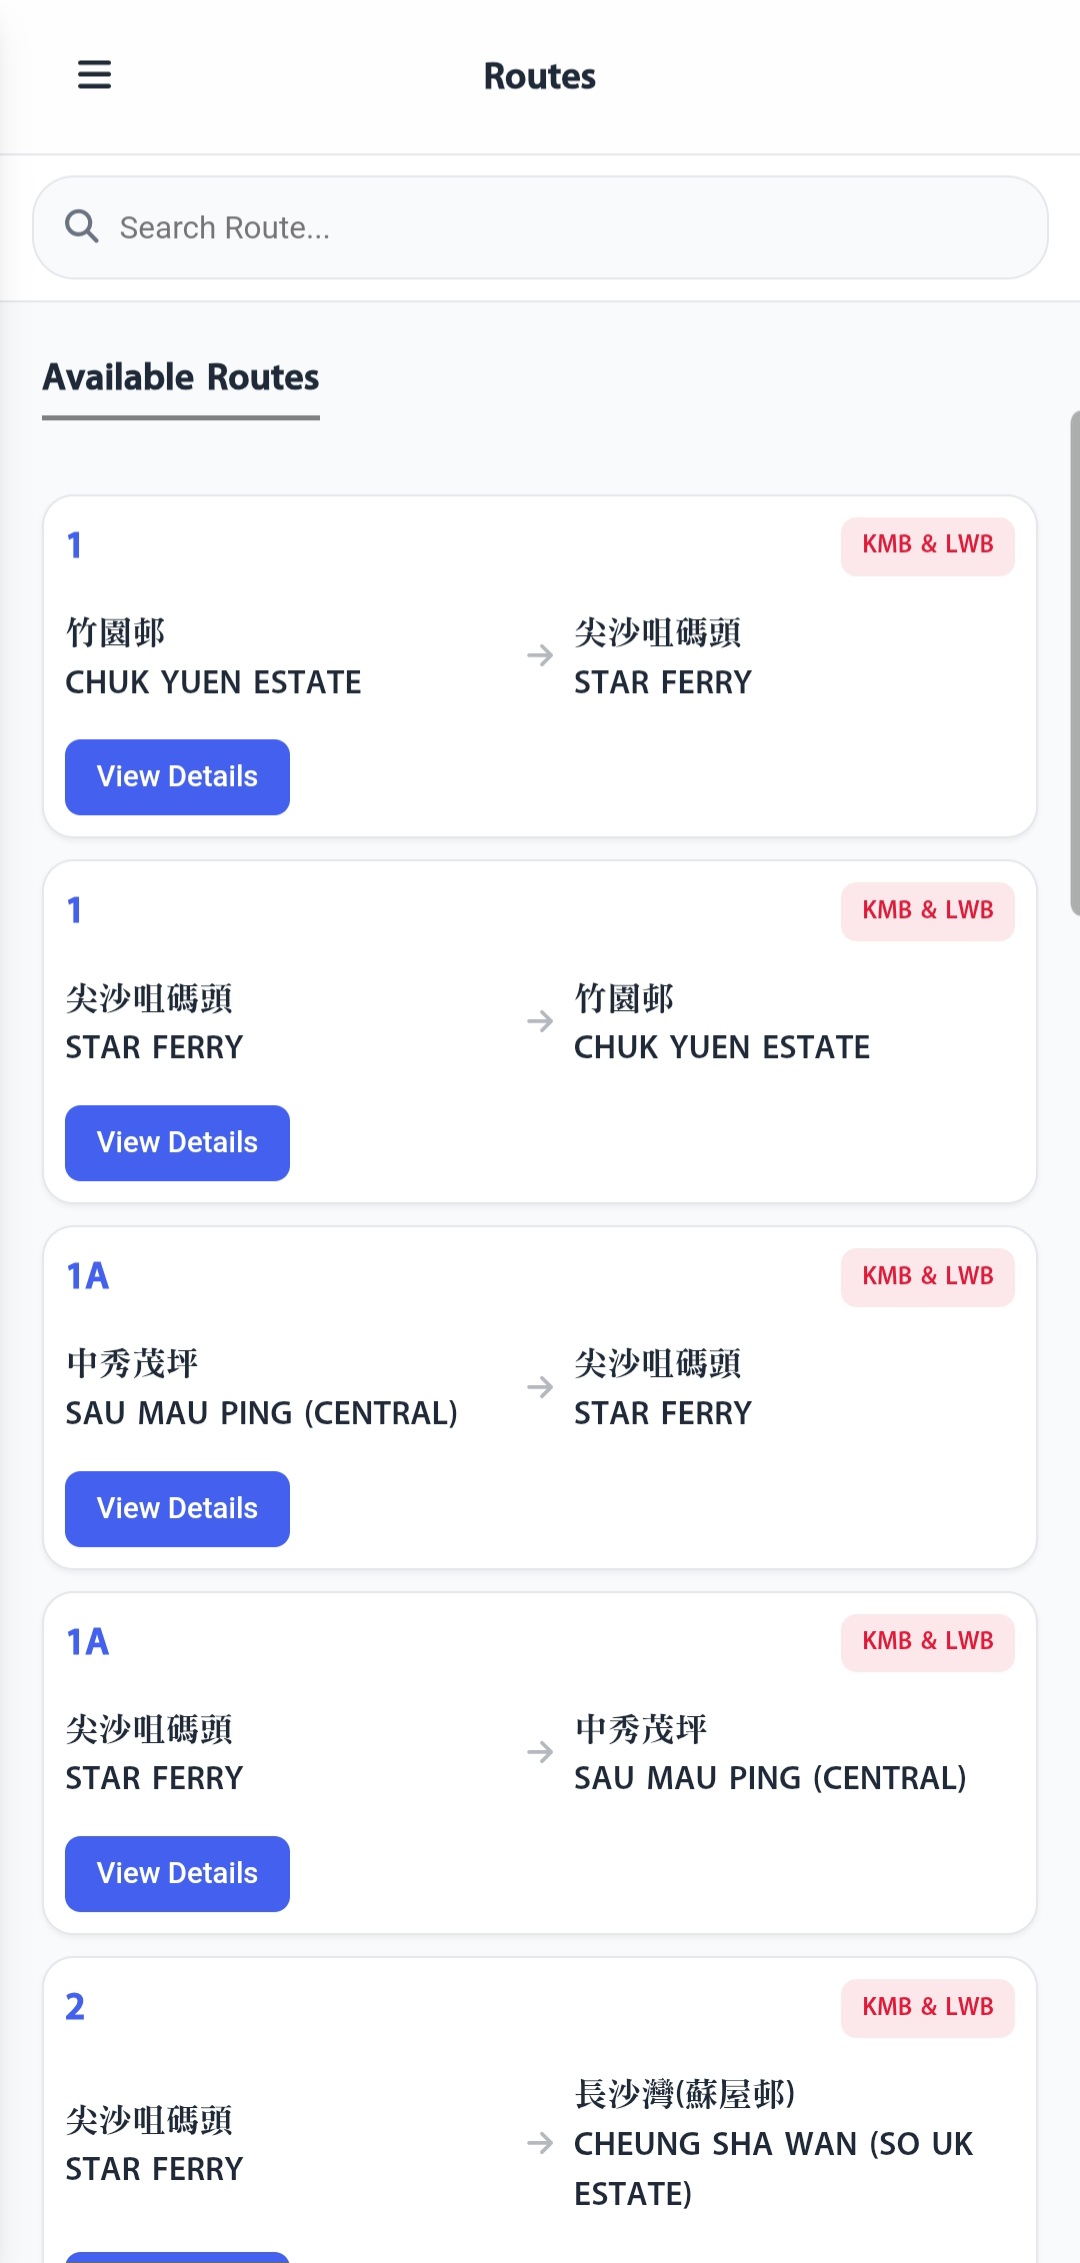 Routes
Search Route...
Available Routes
1
KMB & LWB
竹園邨
CHUK YUEN ESTATE
→
尖沙咀碼頭
STAR FERRY
View Details
1
KMB & LWB
尖沙咀碼頭
STAR FERRY
→
竹園邨
CHUK YUEN ESTATE
View Details
1A
KMB & LWB
中秀茂坪
SAU MAU PING (CENTRAL)
→
尖沙咀碼頭
STAR FERRY
View Details
1A
KMB & LWB
尖沙咀碼頭
STAR FERRY
→
中秀茂坪
SAU MAU PING (CENTRAL)
View Details
2
KMB & LWB
尖沙咀碼頭
STAR FERRY
→
長沙灣(蘇屋邨)
CHEUNG SHA WAN (SO UK
ESTATE)